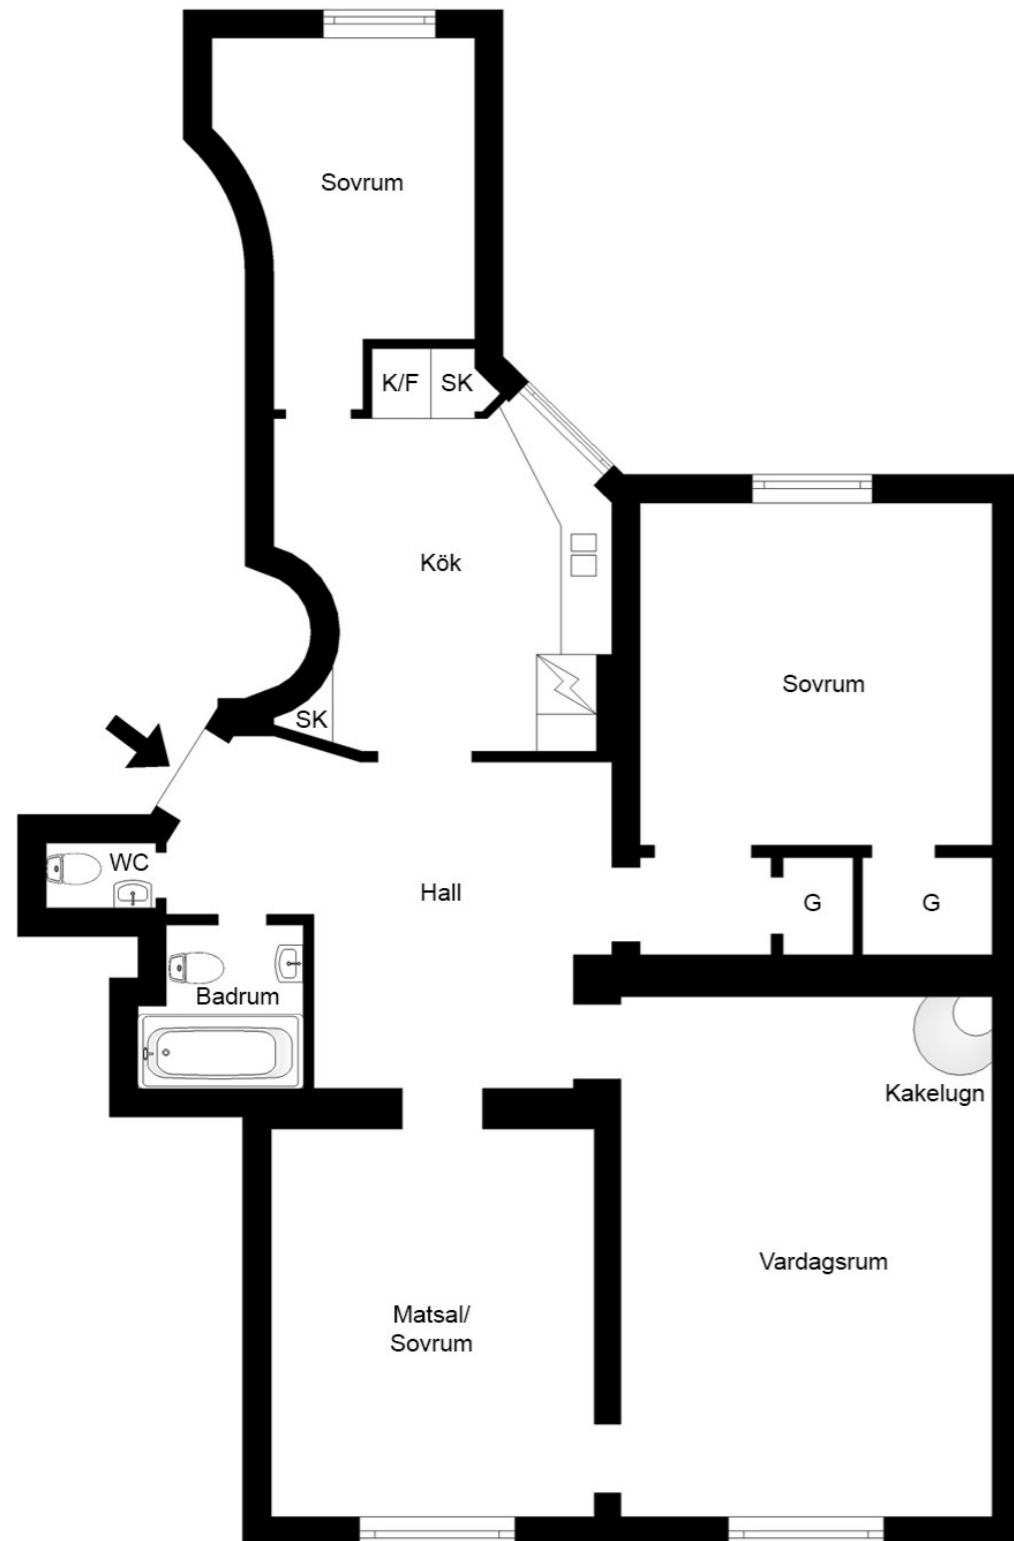 Sovrum
K/F
SK
Kök
Sovrum
SK
WC
Hall
G
G
Badrum
Kakelugn
Vardagsrum
Matsal/
Sovrum